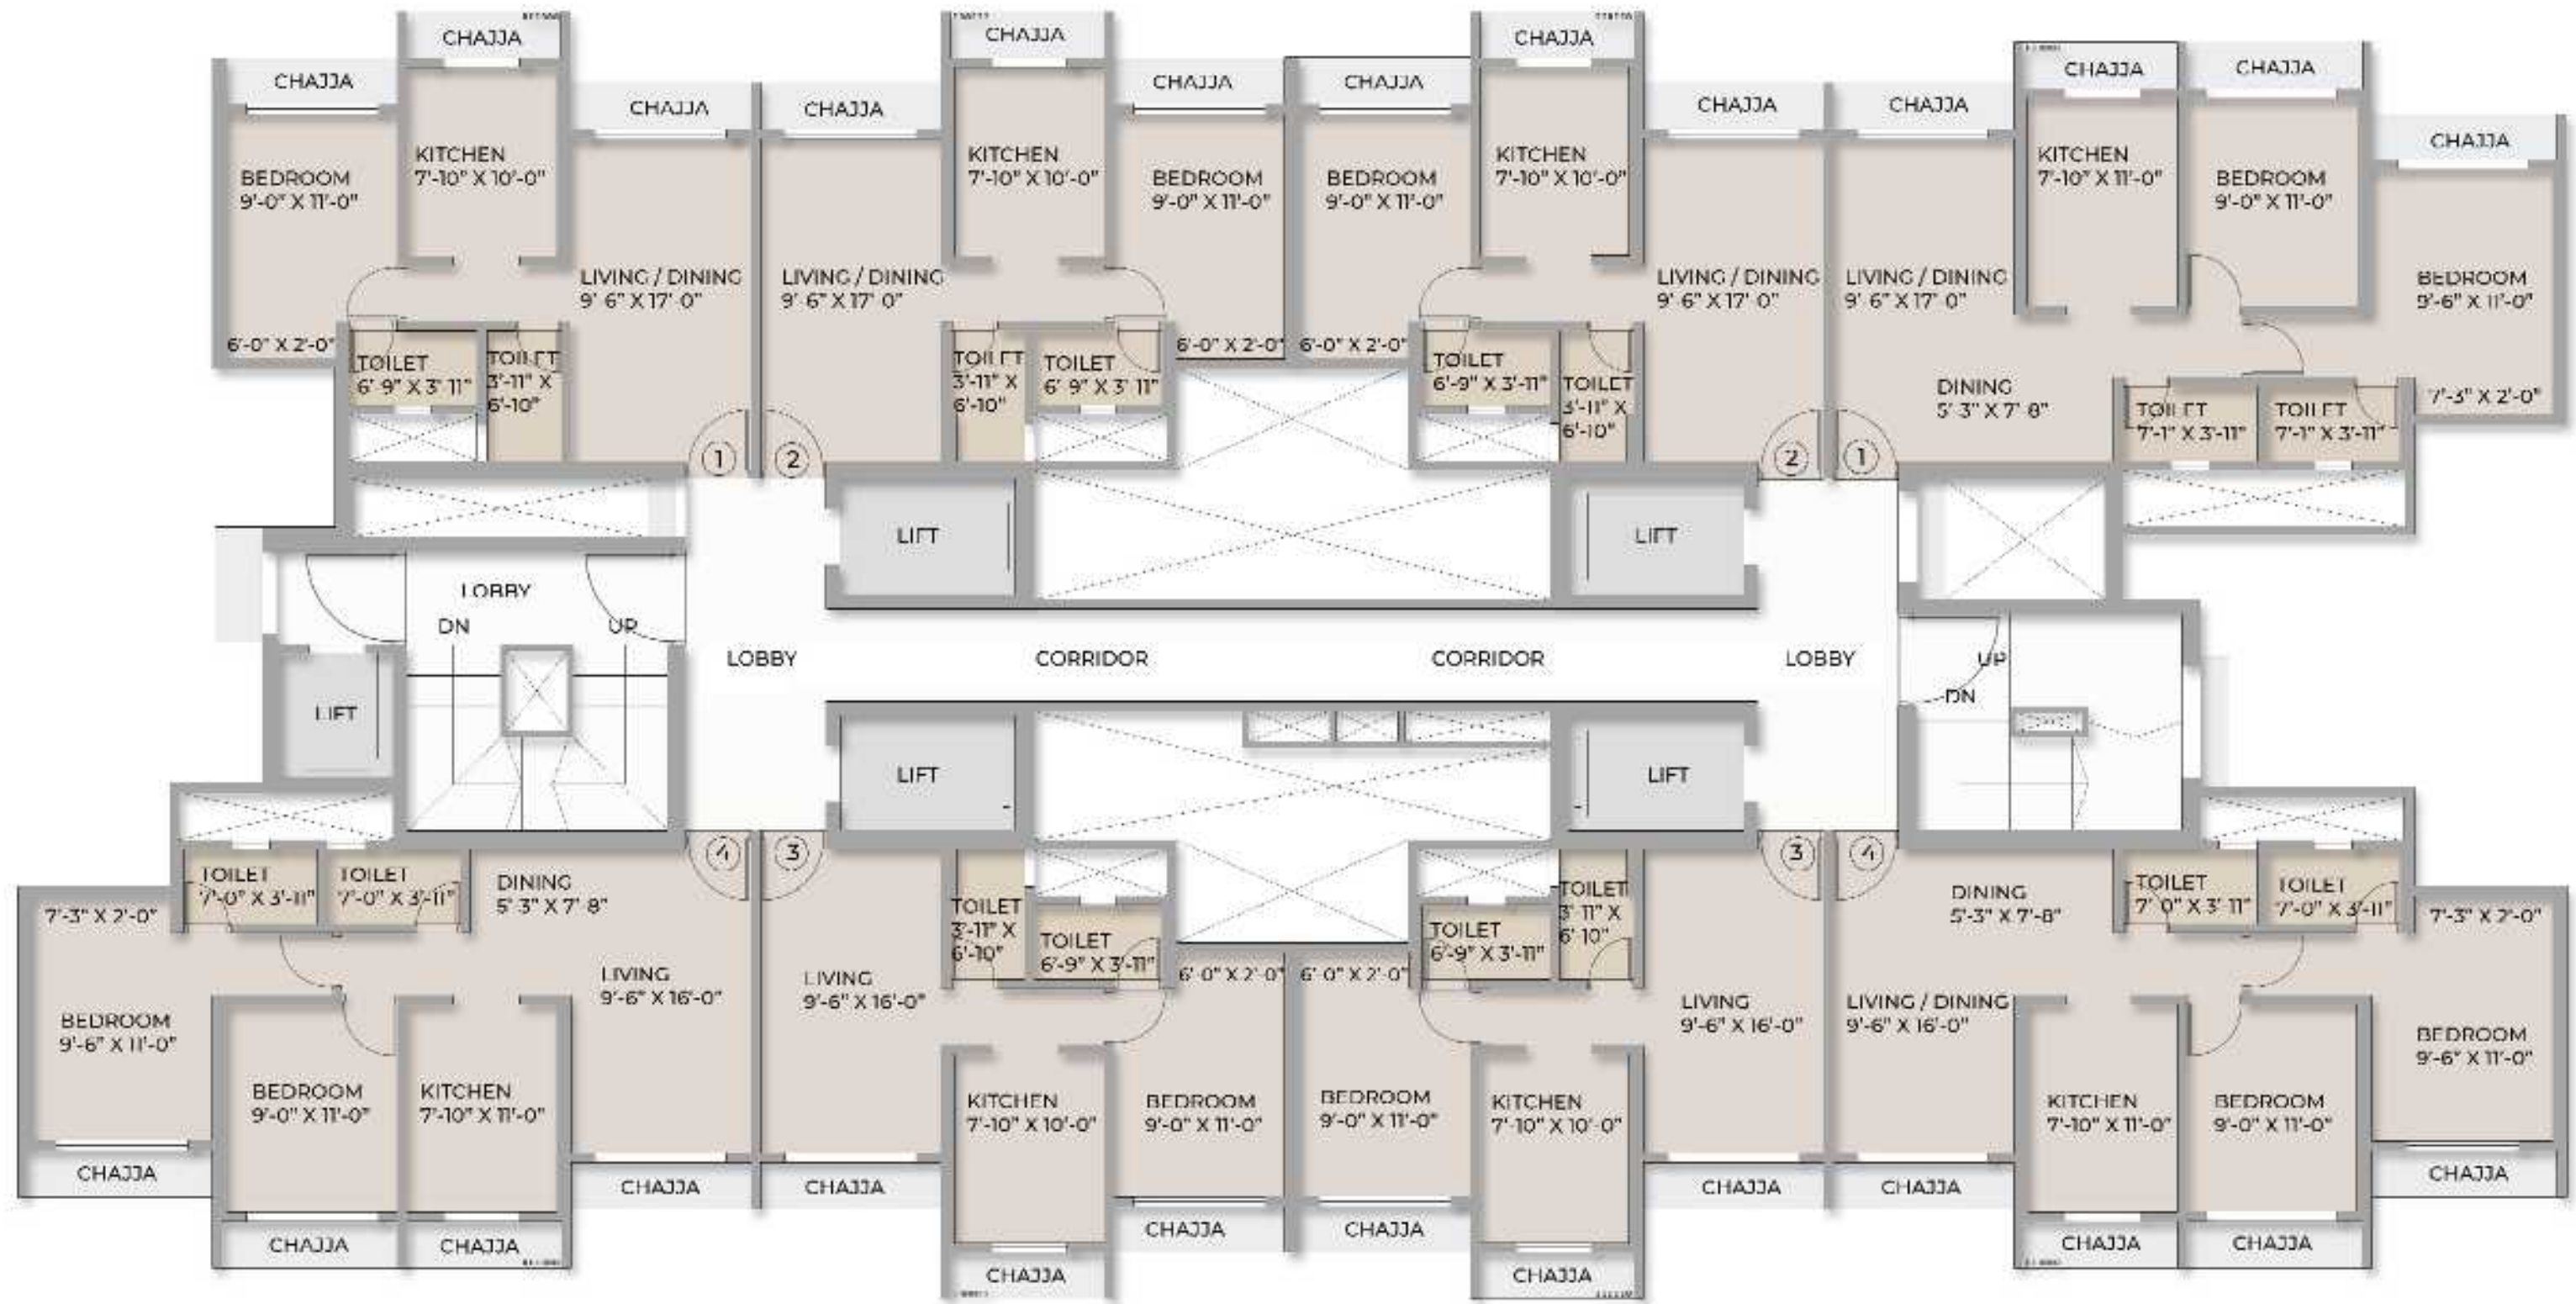 CHAJJA
CHAJJA
CHAJJA
CHAJJA
CHAJJA
CHAJJA
CHAJJA
CHAJJA
CHAJJA
CHAJJA
CHAJJA
CHAJJA
CHAJJA
CHAJJA
BEDROOM
9'-0" X 11'-0"
KITCHEN
7'-10" X 10'-0"
LIVING / DINING
9' 6" X 17' 0"
LIVING / DINING
9' 6" X 17' 0"
KITCHEN
7'-10" X 10'-0"
BEDROOM
9'-0" X 11'-0"
BEDROOM
9'-0" X 11'-0"
KITCHEN
7'-10" X 10'-0"
LIVING / DINING
9' 6" X 17' 0"
LIVING / DINING
9' 6" X 17' 0"
KITCHEN
7'-10" X 11'-0"
BEDROOM
9'-0" X 11'-0"
BEDROOM
9'-6" X 11'-0"
6'-0" X 2'-0"
TOILET
6' 9" X 3' 11"
TOILET
3'-11" X
6'-10"
TOILET
3'-11" X
6'-10"
TOILET
6' 9" X 3' 11"
6'-0" X 2'-0"
6'-0" X 2'-0"
TOILET
6'-9" X 3'-11"
TOILET
3'-11" X
6'-10"
DINING
5' 3" X 7' 8"
TOILET
7'-1" X 3'-11"
TOILET
7'-1" X 3'-11"
7'-3" X 2'-0"
1
2
2
1
LIFT
LIFT
LOBBY
DN
UP
LOBBY
CORRIDOR
CORRIDOR
LOBBY
UP
DN
LIFT
LIFT
LIFT
4
3
3
4
7'-3" X 2'-0"
TOILET
7'-0" X 3'-11"
TOILET
7'-0" X 3'-11"
DINING
5' 3" X 7' 8"
TOILET
3'-11" X
6'-10"
TOILET
6'-9" X 3'-11"
6'-0" X 2'-0"
6' 0" X 2'-0"
TOILET
6'-9" X 3'-11"
TOILET
3' 11" X
6' 10"
DINING
5'-3" X 7'-8"
TOILET
7' 0" X 3' 11"
TOILET
7'-0" X 3'-11"
7'-3" X 2'-0"
BEDROOM
9'-6" X 11'-0"
BEDROOM
9'-0" X 11'-0"
KITCHEN
7'-10" X 11'-0"
LIVING
9'-6" X 16'-0"
LIVING
9'-6" X 16'-0"
KITCHEN
7'-10" X 10'-0"
BEDROOM
9'-0" X 11'-0"
BEDROOM
9'-0" X 11'-0"
KITCHEN
7'-10" X 10'-0"
LIVING
9'-6" X 16'-0"
LIVING / DINING
9'-6" X 16'-0"
KITCHEN
7'-10" X 11'-0"
BEDROOM
9'-0" X 11'-0"
BEDROOM
9'-6" X 11'-0"
CHAJJA
CHAJJA
CHAJJA
CHAJJA
CHAJJA
CHAJJA
CHAJJA
CHAJJA
CHAJJA
CHAJJA
CHAJJA
CHAJJA
CHAJJA
CHAJJA